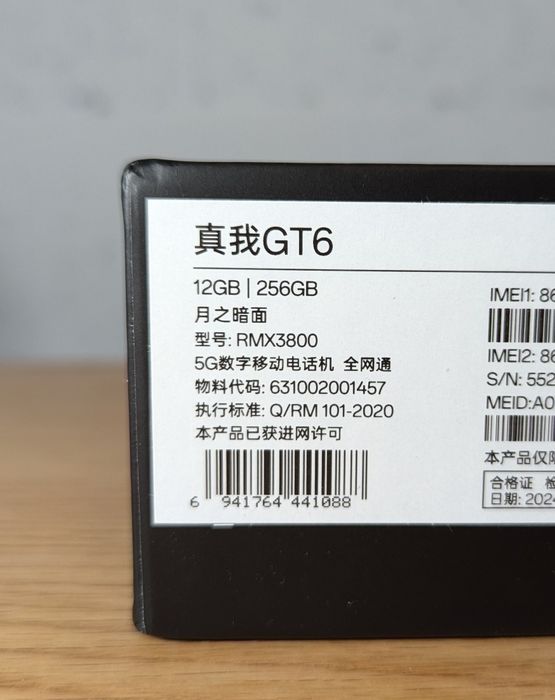 真我GT6
12GB | 256GB
月之暗面
型号: RMX3800
5G数字移动电话机 全网通
物料代码: 631002001457
执行标准: Q/RM 101-2020
本产品已获进网许可
6 941764 441088
IMEI1: 86
IMEI2: 86
S/N: 552
MEID:A0
本产品仅限
合格证 检
日期: 2024